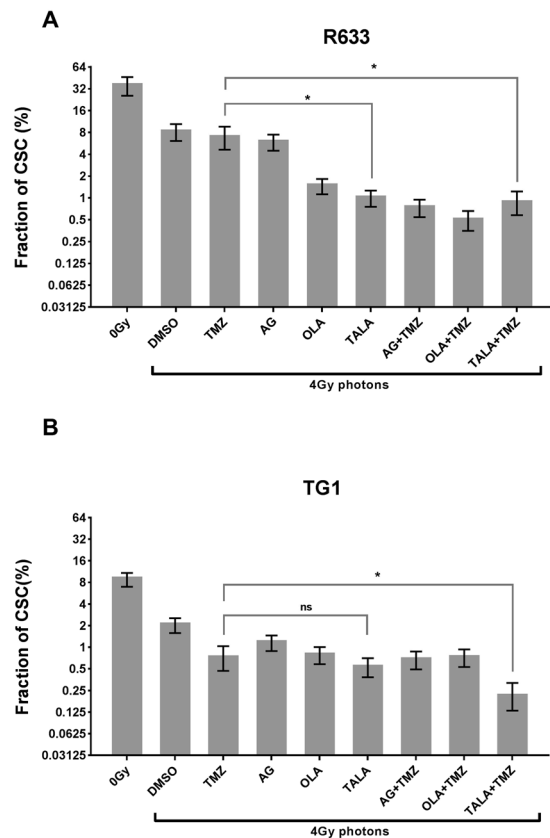 A
R633
Fraction of CSC (%)
64
32
16
8
4
2
1
0.5
0.25
0.125
0.0625
0.03125
*
*
0Gy
DMSO
TMZ
AG
OLA
TALA
AG+TMZ
OLA+TMZ
TALA+TMZ
4Gy photons
B
TG1
Fraction of CSC(%)
64
32
16
8
4
2
1
0.5
0.25
0.125
0.0625
0.03125
*
ns
0Gy
DMSO
TMZ
AG
OLA
TALA
AG+TMZ
OLA+TMZ
TALA+TMZ
4Gy photons